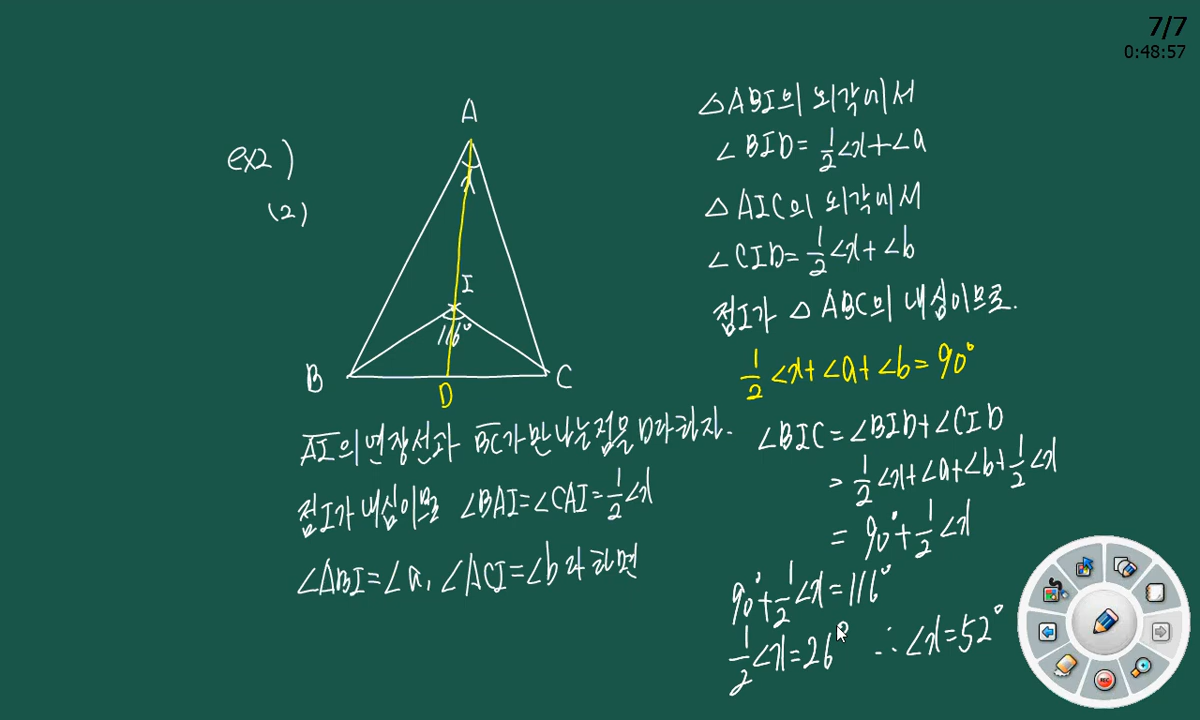 7/7
0:48:57
ex2)
(2)
A
x
I
116°
B
D
C
AI의 연장선과 BC가 만나는점을 D라하자.
점I가 내심이므로 ∠BAI=∠CAI=1/2∠x
∠ABI=∠a, ∠ACI=∠b라 하면
△ABI의 외각에서
∠BID=1/2∠x+∠a
△AIC의 외각에서
∠CID=1/2∠x+∠b
점I가 △ABC의 내심이므로.
1/2∠x+∠a+∠b=90°
∠BIC=∠BID+∠CID
=1/2∠x+∠a+∠b+1/2∠x
=90°+1/2∠x
90°+1/2∠x=116°
1/2∠x=26° ∴∠x=52°
REC